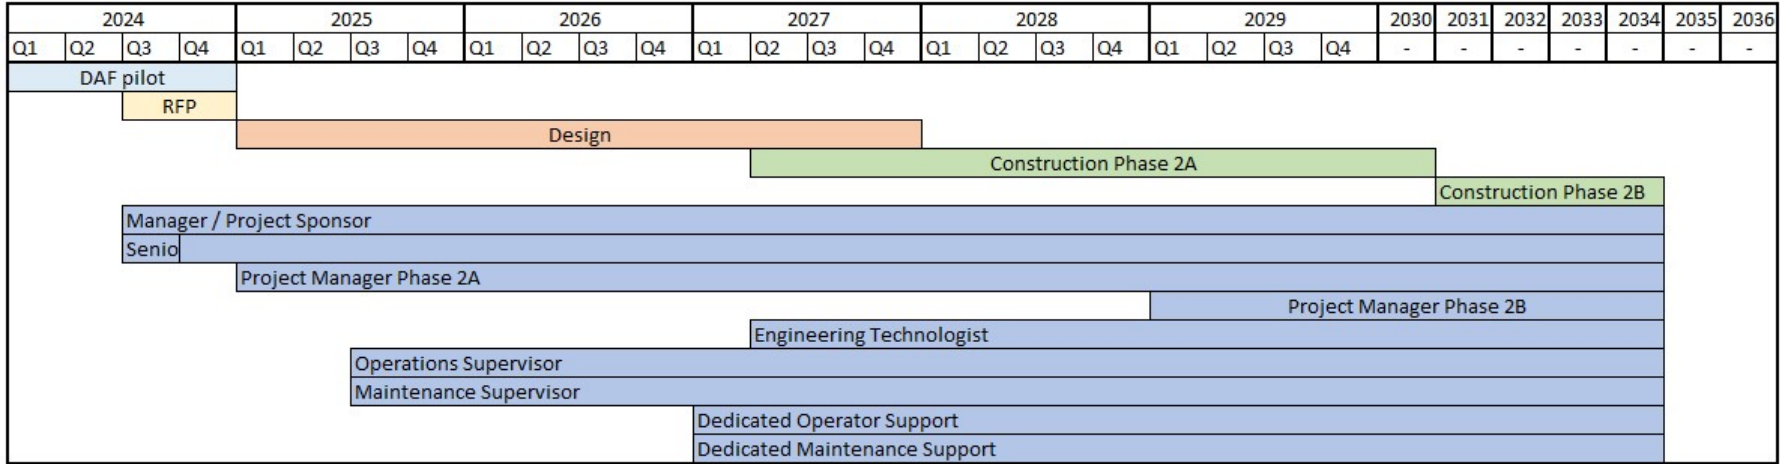 2024 2025 2026 2027 2028 2029 2030 2031 2032 2033 2034 2035 2036
Q1 Q2 Q3 Q4 Q1 Q2 Q3 Q4 Q1 Q2 Q3 Q4 Q1 Q2 Q3 Q4 Q1 Q2 Q3 Q4 Q1 Q2 Q3 Q4 - - - - - - -
DAF pilot
RFP
Design
Construction Phase 2A
Construction Phase 2B
Manager / Project Sponsor
Senio
Project Manager Phase 2A
Project Manager Phase 2B
Engineering Technologist
Operations Supervisor
Maintenance Supervisor
Dedicated Operator Support
Dedicated Maintenance Support